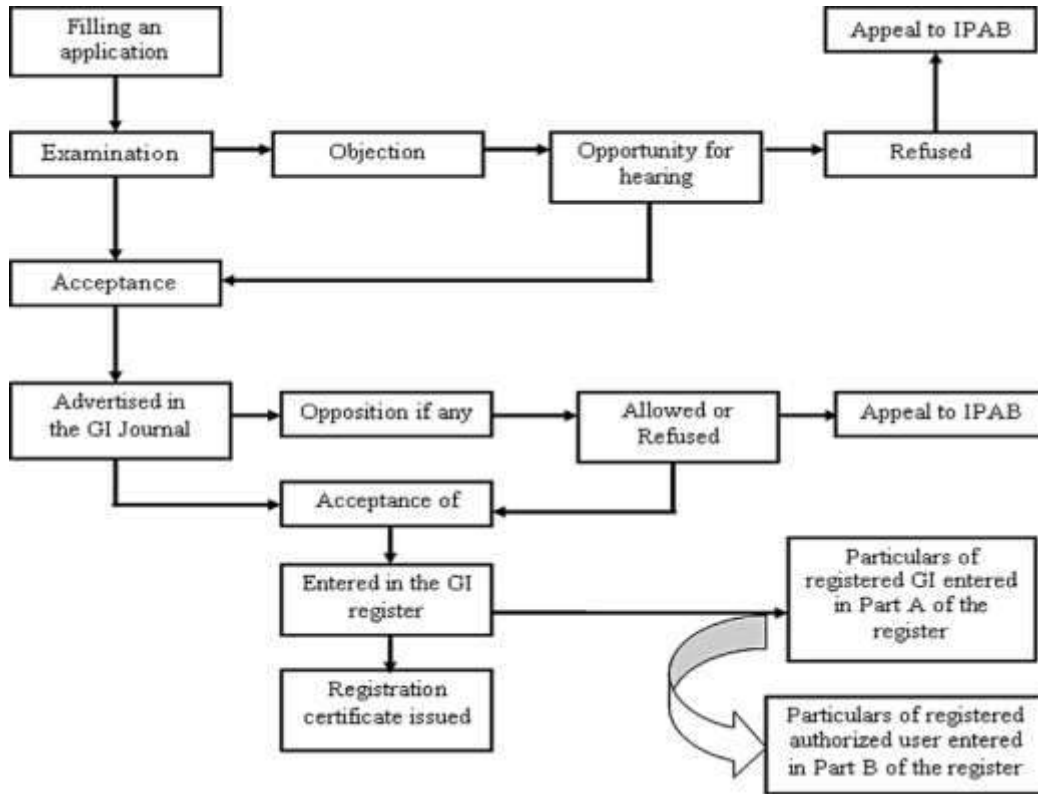 Filling an
application
Appeal to IPAB
Examination
Objection
Opportunity for
hearing
Refused
Acceptance
Advertised in
the GI Journal
Opposition if any
Allowed or
Refused
Appeal to IPAB
Acceptance of
Entered in the GI
register
Particulars of
registered GI entered
in Part A of the
register
Registration
certificate issued
Particulars of registered
authorized user entered
in Part B of the register